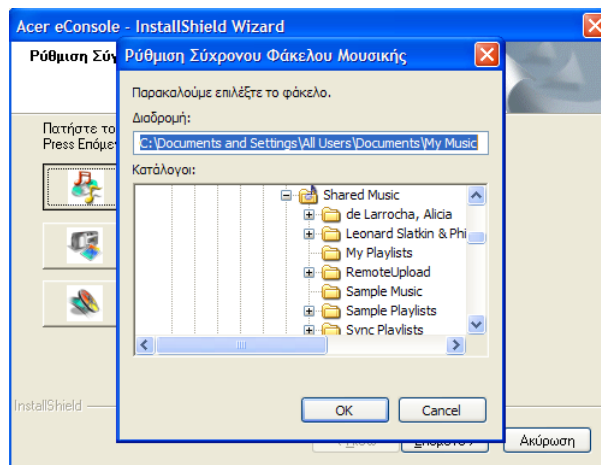 Acer eConsole - InstallShield Wizard
Ρύθμιση Σύγ
Ρύθμιση Σύχρονου Φάκελου Μουσικής
Παρακαλούμε επιλέξτε το φάκελο.
Διαδρομή:
C:\Documents and Settings\All Users\Documents\My Music
Κατάλογοι:
Πατήστε το
Press Επόμε
Shared Music
de Larrocha, Alicia
Leonard Slatkin & Phi
My Playlists
RemoteUpload
Sample Music
Sample Playlists
Sync Playlists
OK
Cancel
InstallShield
Ακύρωση